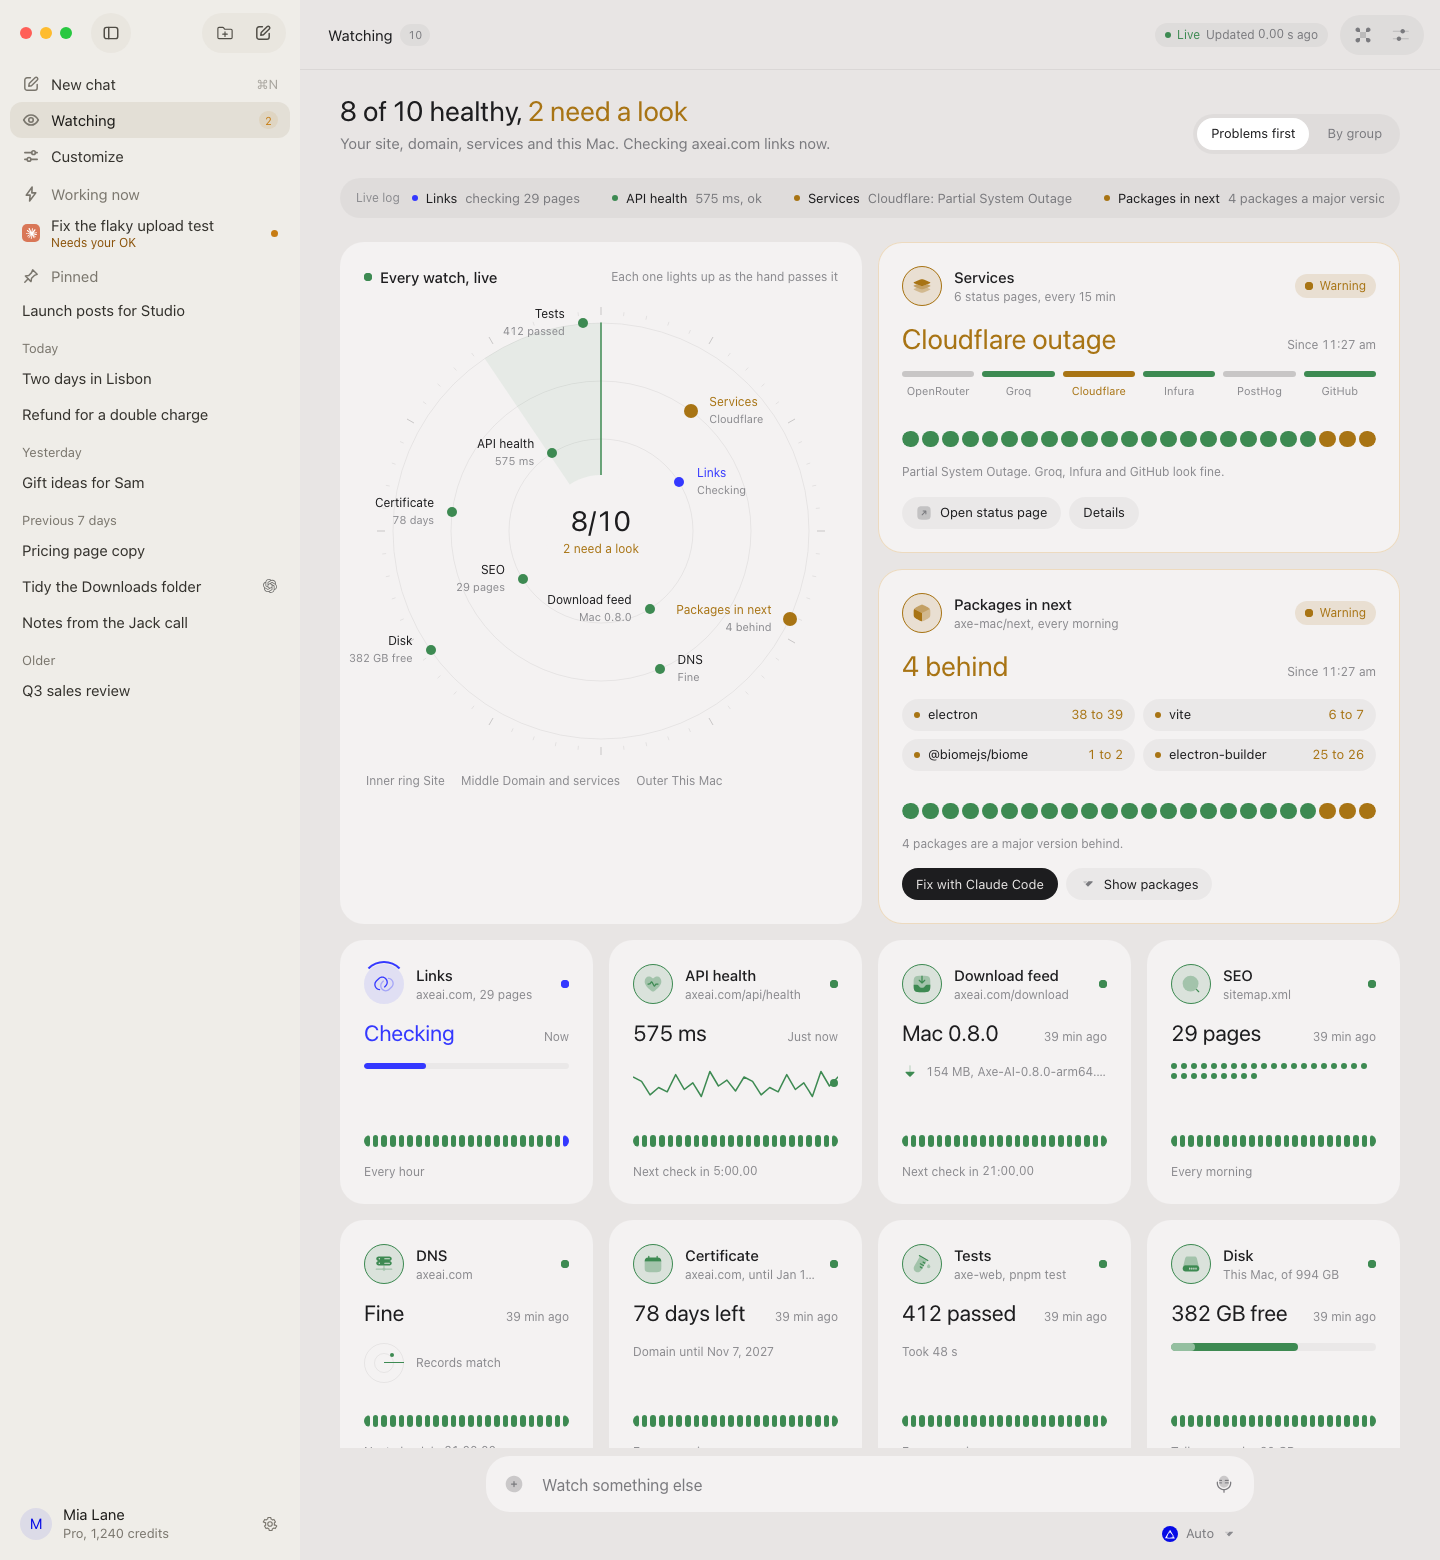 New chat ⌘N
Watching 2
Customize
Working now
Fix the flaky upload test
Needs your OK
Pinned
Launch posts for Studio
Today
Two days in Lisbon
Refund for a double charge
Yesterday
Gift ideas for Sam
Previous 7 days
Pricing page copy
Tidy the Downloads folder
Notes from the Jack call
Older
Q3 sales review
M
Mia Lane
Pro, 1,240 credits
Watching 10
Live Updated 0.00 s ago
8 of 10 healthy, 2 need a look
Your site, domain, services and this Mac. Checking axeai.com links now.
Problems first By group
Live log Links checking 29 pages API health 575 ms, ok Services Cloudflare: Partial System Outage Packages in next 4 packages a major versic
Every watch, live Each one lights up as the hand passes it
Tests
412 passed
Services
Cloudflare
API health
575 ms
Links
Checking
Certificate
78 days
8/10
2 need a look
SEO
29 pages
Download feed
Mac 0.8.0
Packages in next
4 behind
Disk
382 GB free
DNS
Fine
Inner ring Site Middle Domain and services Outer This Mac
Services
6 status pages, every 15 min
Warning
Cloudflare outage Since 11:27 am
OpenRouter Groq Cloudflare Infura PostHog GitHub
Partial System Outage. Groq, Infura and GitHub look fine.
Open status page Details
Packages in next
axe-mac/next, every morning
Warning
4 behind Since 11:27 am
electron 38 to 39 vite 6 to 7
@biomejs/biome 1 to 2 electron-builder 25 to 26
4 packages are a major version behind.
Fix with Claude Code Show packages
Links
axeai.com, 29 pages
Checking Now
Every hour
API health
axeai.com/api/health
575 ms Just now
Next check in 5:00.00
Download feed
axeai.com/download
Mac 0.8.0 39 min ago
154 MB, Axe-AI-0.8.0-arm64....
Next check in 21:00.00
SEO
sitemap.xml
29 pages 39 min ago
Every morning
DNS
axeai.com
Fine 39 min ago
Records match
Certificate
axeai.com, until Jan 1...
78 days left 39 min ago
Domain until Nov 7, 2027
Tests
axe-web, pnpm test
412 passed 39 min ago
Took 48 s
Disk
This Mac, of 994 GB
382 GB free 39 min ago
Watch something else
Auto